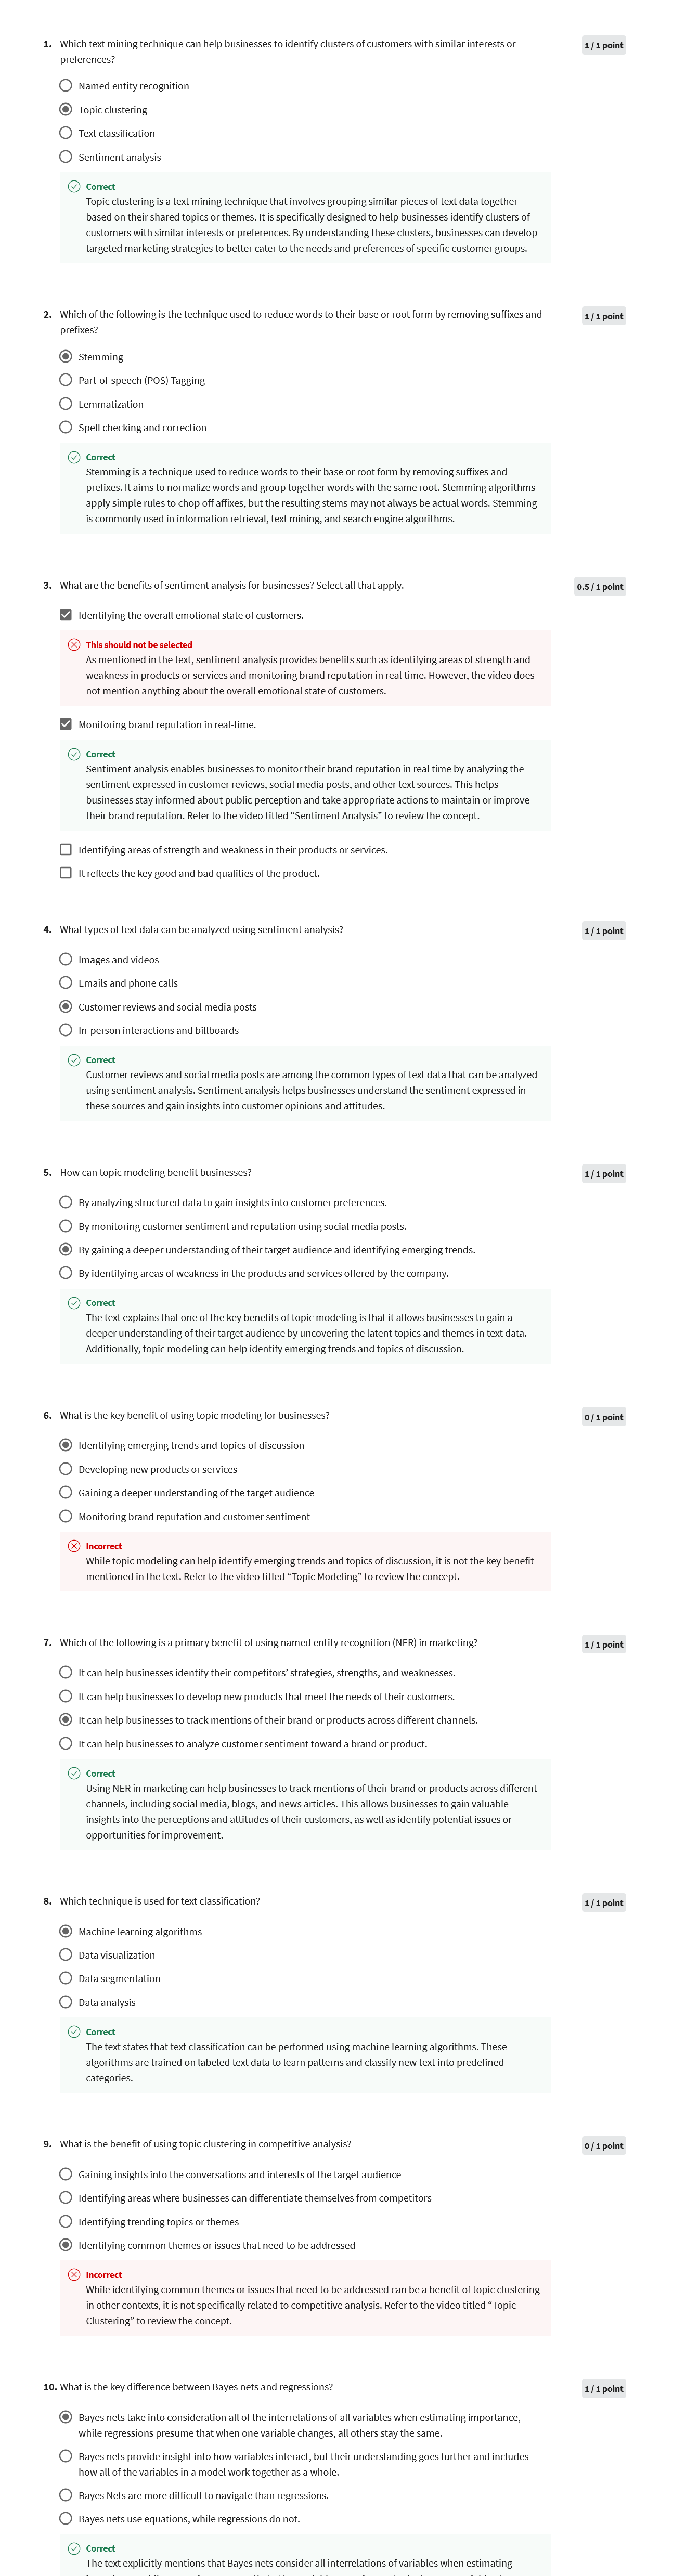 1. Which text mining technique can help businesses to identify clusters of customers with similar interests or
preferences?
1 / 1 point
Named entity recognition
Topic clustering
Text classification
Sentiment analysis
Correct
Topic clustering is a text mining technique that involves grouping similar pieces of text data together
based on their shared topics or themes. It is specifically designed to help businesses identify clusters of
customers with similar interests or preferences. By understanding these clusters, businesses can develop
targeted marketing strategies to better cater to the needs and preferences of specific customer groups.
2. Which of the following is the technique used to reduce words to their base or root form by removing suffixes and
prefixes?
1 / 1 point
Stemming
Part-of-speech (POS) Tagging
Lemmatization
Spell checking and correction
Correct
Stemming is a technique used to reduce words to their base or root form by removing suffixes and
prefixes. It aims to normalize words and group together words with the same root. Stemming algorithms
apply simple rules to chop off affixes, but the resulting stems may not always be actual words. Stemming
is commonly used in information retrieval, text mining, and search engine algorithms.
3. What are the benefits of sentiment analysis for businesses? Select all that apply.
0.5 / 1 point
Identifying the overall emotional state of customers.
This should not be selected
As mentioned in the text, sentiment analysis provides benefits such as identifying areas of strength and
weakness in products or services and monitoring brand reputation in real time. However, the video does
not mention anything about the overall emotional state of customers.
Monitoring brand reputation in real-time.
Correct
Sentiment analysis enables businesses to monitor their brand reputation in real time by analyzing the
sentiment expressed in customer reviews, social media posts, and other text sources. This helps
businesses stay informed about public perception and take appropriate actions to maintain or improve
their brand reputation. Refer to the video titled “Sentiment Analysis” to review the concept.
Identifying areas of strength and weakness in their products or services.
It reflects the key good and bad qualities of the product.
4. What types of text data can be analyzed using sentiment analysis?
1 / 1 point
Images and videos
Emails and phone calls
Customer reviews and social media posts
In-person interactions and billboards
Correct
Customer reviews and social media posts are among the common types of text data that can be analyzed
using sentiment analysis. Sentiment analysis helps businesses understand the sentiment expressed in
these sources and gain insights into customer opinions and attitudes.
5. How can topic modeling benefit businesses?
1 / 1 point
By analyzing structured data to gain insights into customer preferences.
By monitoring customer sentiment and reputation using social media posts.
By gaining a deeper understanding of their target audience and identifying emerging trends.
By identifying areas of weakness in the products and services offered by the company.
Correct
The text explains that one of the key benefits of topic modeling is that it allows businesses to gain a
deeper understanding of their target audience by uncovering the latent topics and themes in text data.
Additionally, topic modeling can help identify emerging trends and topics of discussion.
6. What is the key benefit of using topic modeling for businesses?
0 / 1 point
Identifying emerging trends and topics of discussion
Developing new products or services
Gaining a deeper understanding of the target audience
Monitoring brand reputation and customer sentiment
Incorrect
While topic modeling can help identify emerging trends and topics of discussion, it is not the key benefit
mentioned in the text. Refer to the video titled “Topic Modeling” to review the concept.
7. Which of the following is a primary benefit of using named entity recognition (NER) in marketing?
1 / 1 point
It can help businesses identify their competitors’ strategies, strengths, and weaknesses.
It can help businesses to develop new products that meet the needs of their customers.
It can help businesses to track mentions of their brand or products across different channels.
It can help businesses to analyze customer sentiment toward a brand or product.
Correct
Using NER in marketing can help businesses to track mentions of their brand or products across different
channels, including social media, blogs, and news articles. This allows businesses to gain valuable
insights into the perceptions and attitudes of their customers, as well as identify potential issues or
opportunities for improvement.
8. Which technique is used for text classification?
1 / 1 point
Machine learning algorithms
Data visualization
Data segmentation
Data analysis
Correct
The text states that text classification can be performed using machine learning algorithms. These
algorithms are trained on labeled text data to learn patterns and classify new text into predefined
categories.
9. What is the benefit of using topic clustering in competitive analysis?
0 / 1 point
Gaining insights into the conversations and interests of the target audience
Identifying areas where businesses can differentiate themselves from competitors
Identifying trending topics or themes
Identifying common themes or issues that need to be addressed
Incorrect
While identifying common themes or issues that need to be addressed can be a benefit of topic clustering
in other contexts, it is not specifically related to competitive analysis. Refer to the video titled “Topic
Clustering” to review the concept.
10. What is the key difference between Bayes nets and regressions?
1 / 1 point
Bayes nets take into consideration all of the interrelations of all variables when estimating importance,
while regressions presume that when one variable changes, all others stay the same.
Bayes nets provide insight into how variables interact, but their understanding goes further and includes
how all of the variables in a model work together as a whole.
Bayes Nets are more difficult to navigate than regressions.
Bayes nets use equations, while regressions do not.
Correct
The text explicitly mentions that Bayes nets consider all interrelations of variables when estimating